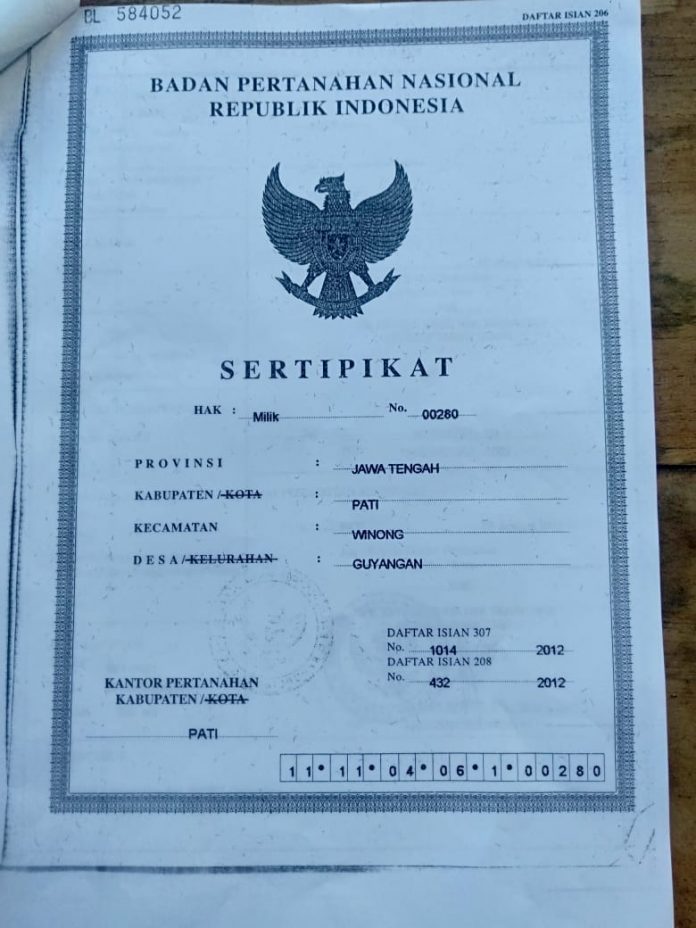 BL 584052
DAFTAR ISIAN 206
BADAN PERTANAHAN NASIONAL
REPUBLIK INDONESIA
SERTIPIKAT
HAK : Milik No. 00280
PROVINSI : JAWA TENGAH
KABUPATEN / KOTA : PATI
KECAMATAN : WINONG
DESA / KELURAHAN : GUYANGAN
DAFTAR ISIAN 307
No. 1014 2012
DAFTAR ISIAN 208
No. 432 2012
KANTOR PERTANAHAN
KABUPATEN / KOTA
PATI
11•11•04•06•1•00280